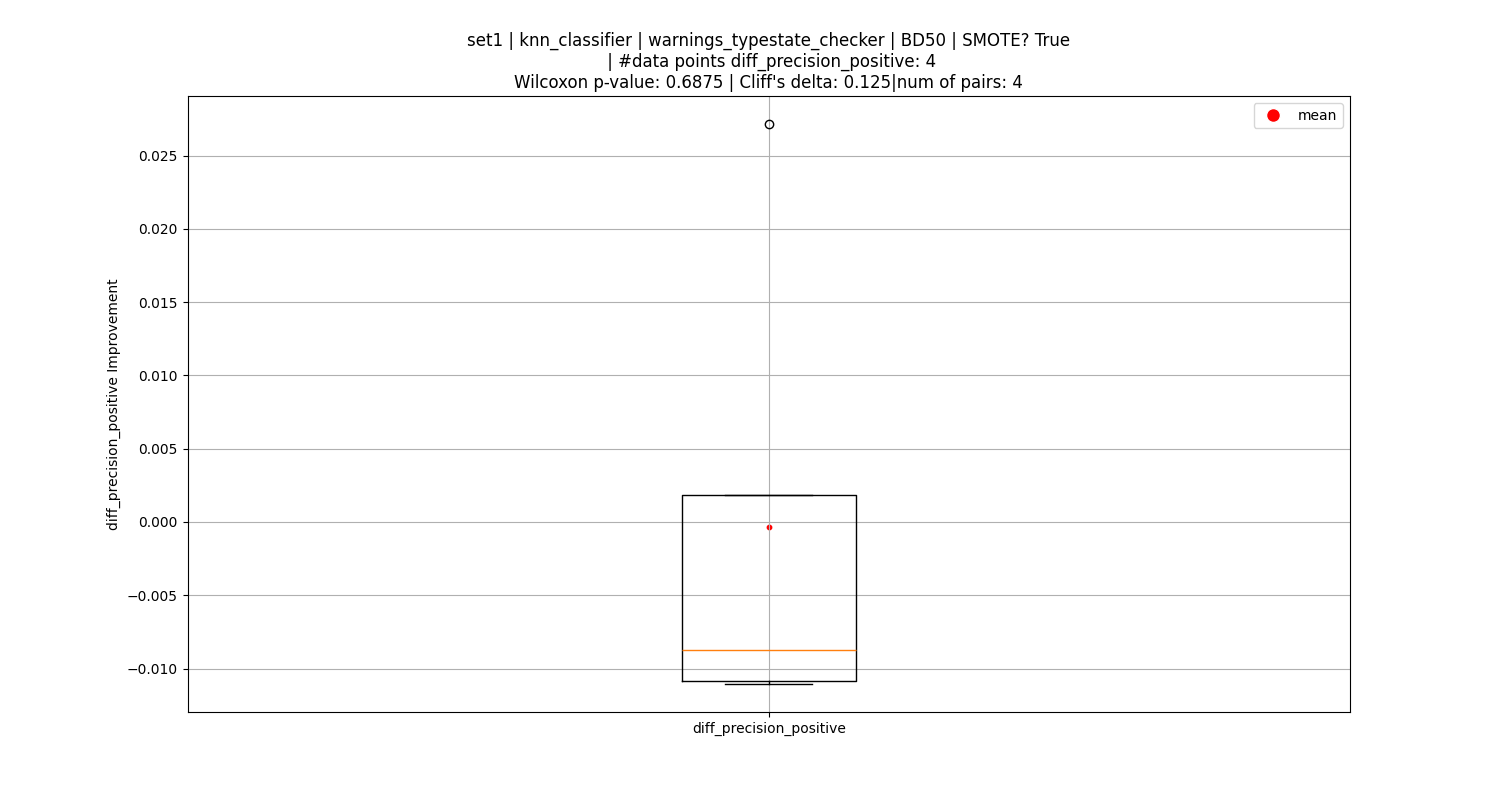 set1 | knn_classifier | warnings_typestate_checker | BD50 | SMOTE? True
| #data points diff_precision_positive: 4
Wilcoxon p-value: 0.6875 | Cliff's delta: 0.125|num of pairs: 4
mean
0.025
0.020
0.015
0.010
0.005
0.000
−0.005
−0.010
diff_precision_positive Improvement
diff_precision_positive